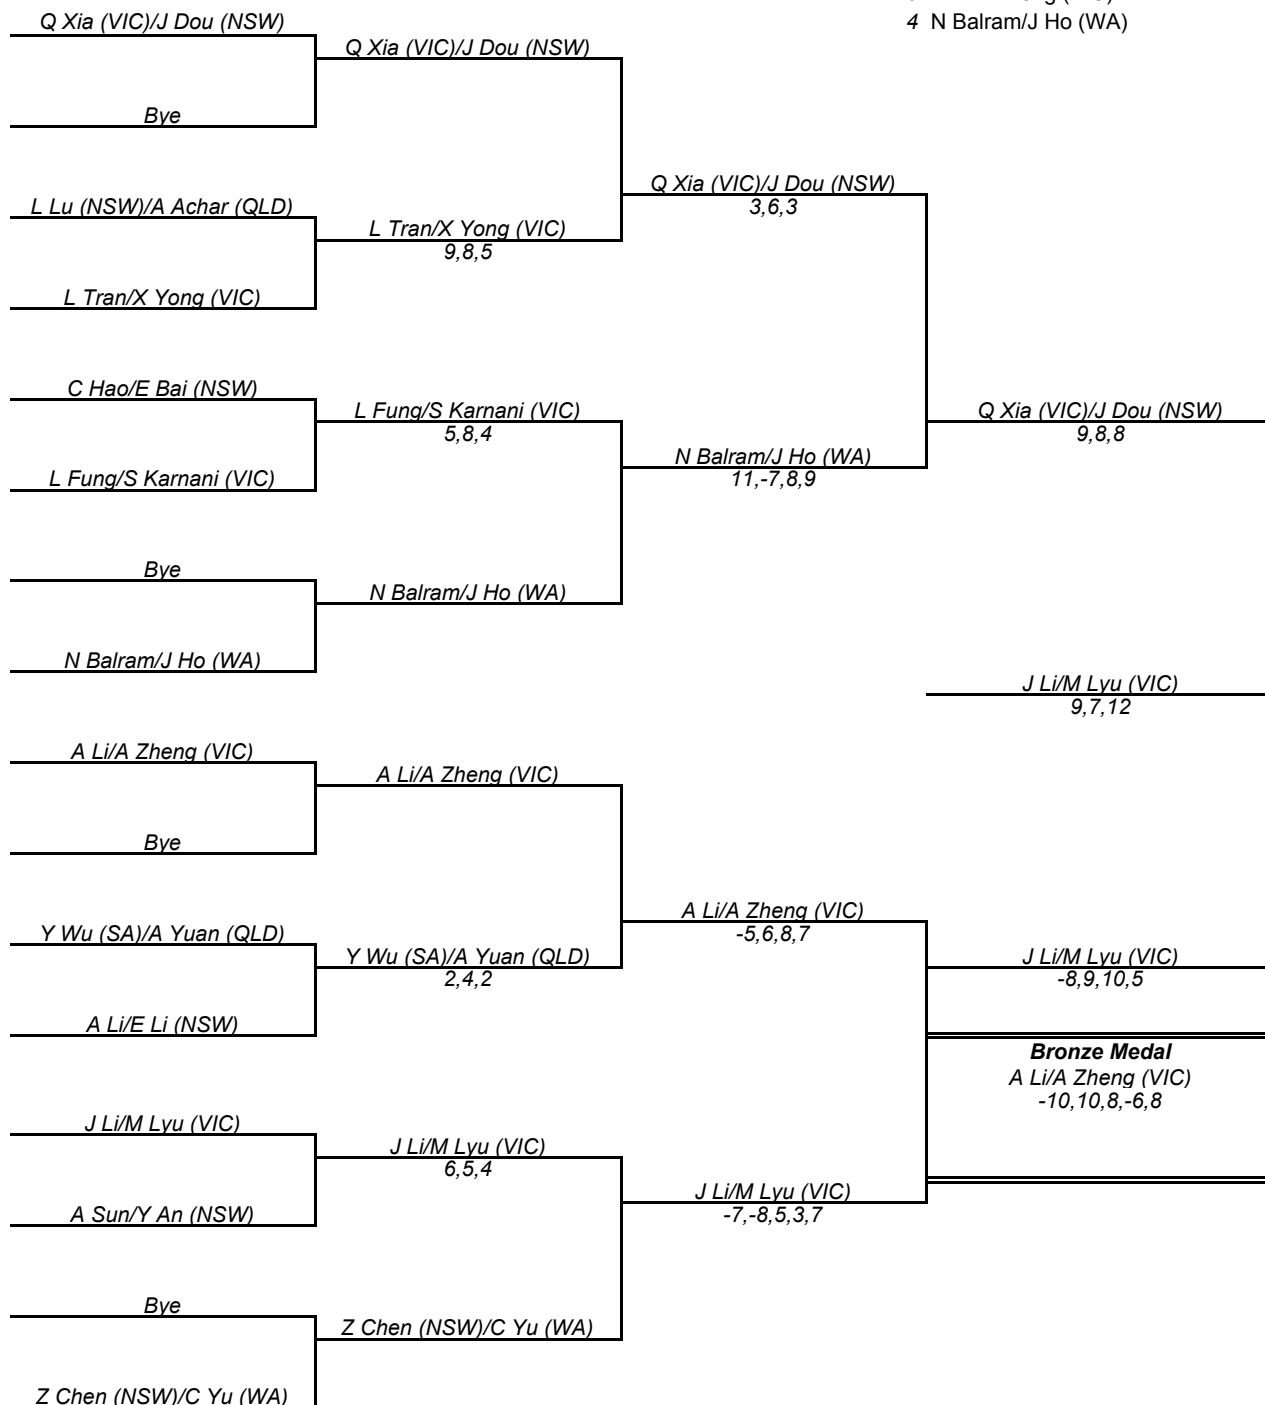 4 N Balram/J Ho (WA)
Q Xia (VIC)/J Dou (NSW)
Q Xia (VIC)/J Dou (NSW)
Bye
Q Xia (VIC)/J Dou (NSW)
3,6,3
L Lu (NSW)/A Achar (QLD)
L Tran/X Yong (VIC)
9,8,5
L Tran/X Yong (VIC)
C Hao/E Bai (NSW)
L Fung/S Karnani (VIC)
5,8,4
Q Xia (VIC)/J Dou (NSW)
9,8,8
N Balram/J Ho (WA)
11,-7,8,9
L Fung/S Karnani (VIC)
Bye
N Balram/J Ho (WA)
N Balram/J Ho (WA)
J Li/M Lyu (VIC)
9,7,12
A Li/A Zheng (VIC)
A Li/A Zheng (VIC)
Bye
A Li/A Zheng (VIC)
-5,6,8,7
Y Wu (SA)/A Yuan (QLD)
Y Wu (SA)/A Yuan (QLD)
2,4,2
J Li/M Lyu (VIC)
-8,9,10,5
A Li/E Li (NSW)
Bronze Medal
A Li/A Zheng (VIC)
-10,10,8,-6,8
J Li/M Lyu (VIC)
J Li/M Lyu (VIC)
6,5,4
J Li/M Lyu (VIC)
-7,-8,5,3,7
A Sun/Y An (NSW)
Bye
Z Chen (NSW)/C Yu (WA)
Z Chen (NSW)/C Yu (WA)